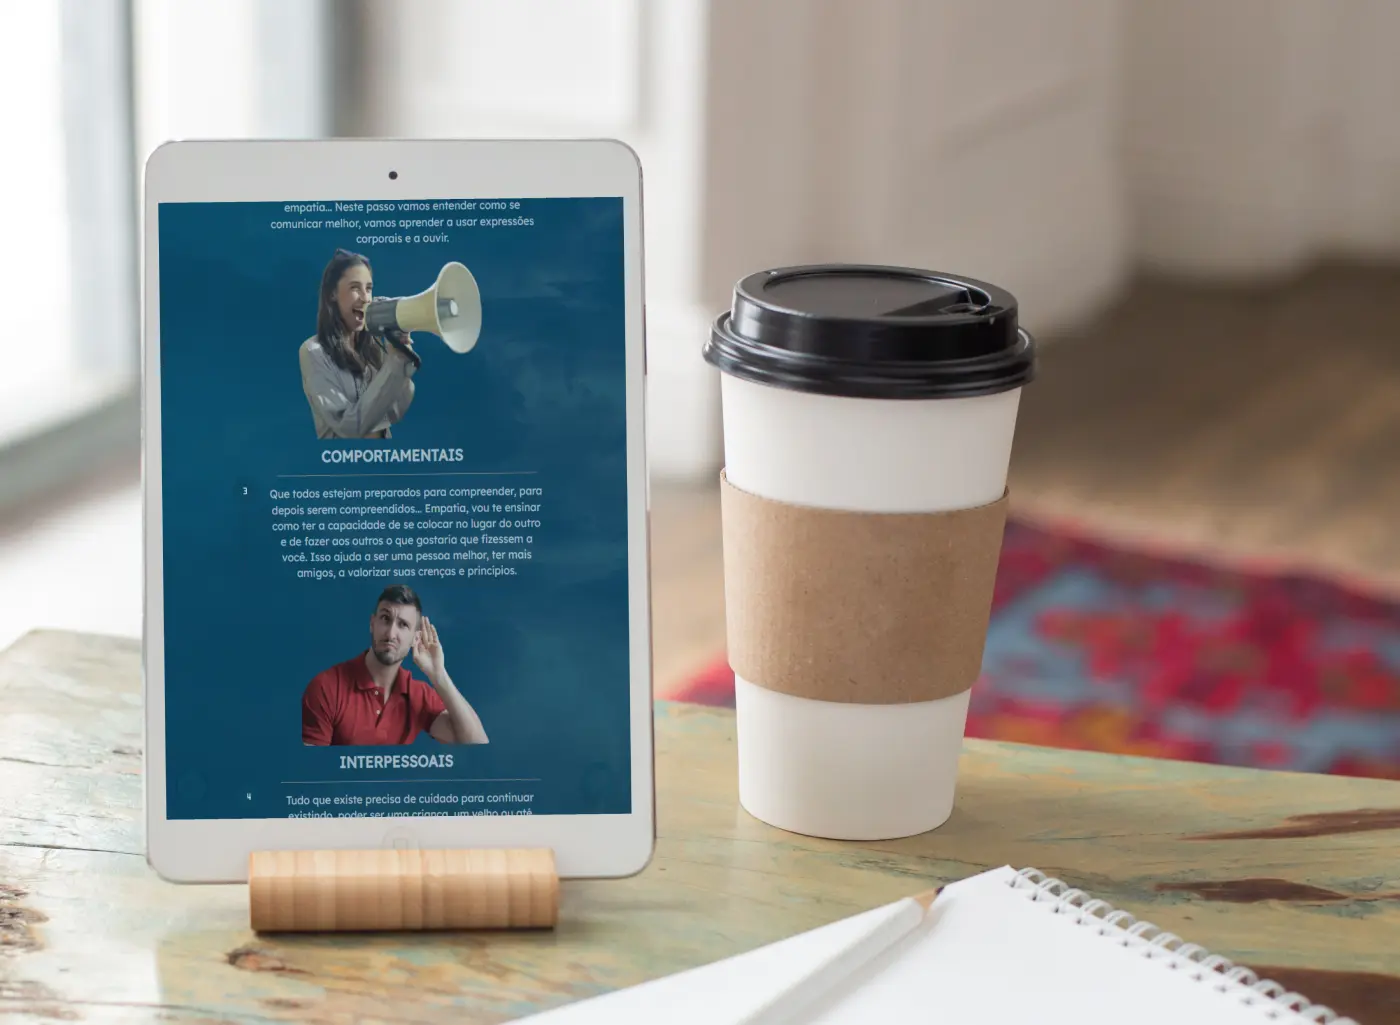 empatia... Neste passo vamos entender como se
comunicar melhor, vamos aprender a usar expressões
corporais e a ouvir.
COMPORTAMENTAIS
3
Que todos estejam preparados para compreender, para
depois serem compreendidos... Empatia, vou te ensinar
como ter a capacidade de se colocar no lugar do outro
e de fazer aos outros o que gostaria que fizessem a
você. Isso ajuda a ser uma pessoa melhor, ter mais
amigos, a valorizar suas crenças e principios.
INTERPESSOAIS
4
Tudo que existe precisa de cuidado para continuar
existindo, poder ser uma criança, um velho ou até